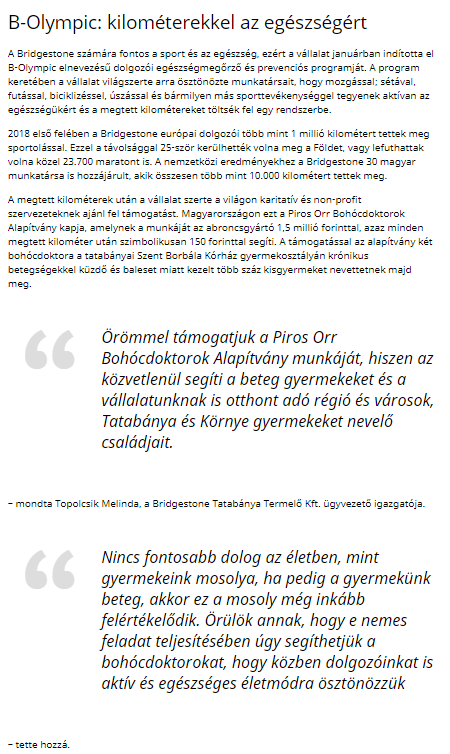 B-Olympic: kilométerekkel az egészségért
A Bridgestone számára fontos a sport és az egészség, ezért a vállalat januárban indította el
B-Olympic elnevezésű dolgozói egészségmegőrző és prevenciós programját. A program
keretében a vállalat világszerte arra ösztönözte munkatársait, hogy mozgással; sétával,
futással, biciklizéssel, úszással és bármilyen más sporttevékenységgel tegyenek aktívan az
egészségükért és a megtett kilométereket töltsék fel egy rendszerbe.
2018 első felében a Bridgestone európai dolgozói több mint 1 millió kilométert tettek meg
sportolással. Ezzel a távolsággal 25-ször kerülhették volna meg a Földet, vagy lefuthattak
volna közel 23.700 maratont is. A nemzetközi eredményekhez a Bridgestone 30 magyar
munkatársa is hozzájárult, akik összesen több mint 10.000 kilométert tettek meg.
A megtett kilométerek után a vállalat szerte a világon karitatív és non-profit
szervezeteknek ajánl fel támogatást. Magyarországon ezt a Piros Orr Bohócdoktorok
Alapítvány kapja, amelynek a munkáját az abroncsgyártó 1,5 millió forinttal, azaz minden
megtett kilométer után szimbolikusan 150 forinttal segíti. A támogatással az alapítvány két
bohócdoktora a tatabányai Szent Borbála Kórház gyermekosztályán krónikus
betegségekkel küzdő és baleset miatt kezelt több száz kisgyermeket nevettetnek majd
meg.
Örömmel támogatjuk a Piros Orr
Bohócdoktorok Alapítvány munkáját, hiszen az
közvetlenül segíti a beteg gyermekeket és a
vállalatunknak is otthont adó régió és városok,
Tatabánya és Környe gyermekeket nevelő
családjait.
– mondta Topolcsik Melinda, a Bridgestone Tatabánya Termelő Kft. ügyvezető igazgatója.
Nincs fontosabb dolog az életben, mint
gyermekeink mosolya, ha pedig a gyermekünk
beteg, akkor ez a mosoly még inkább
felértékelődik. Örülök annak, hogy e nemes
feladat teljesítésében úgy segíthetjük a
bohócdoktorokat, hogy közben dolgozóinkat is
aktív és egészséges életmódra ösztönözzük
– tette hozzá.